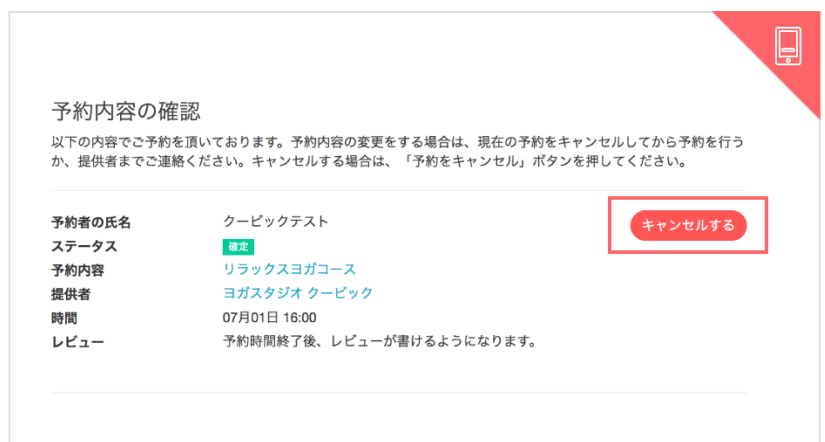 予約内容の確認
以下の内容でご予約を頂いております。予約内容の変更をする場合は、現在の予約をキャンセルしてから予約を行う
か、提供者までご連絡ください。キャンセルする場合は、「予約をキャンセル」ボタンを押してください。
予約者の氏名 クービックテスト キャンセルする
ステータス 確定
予約内容 リラックスヨガコース
提供者 ヨガスタジオ クービック
時間 07月01日 16:00
レビュー 予約時間終了後、レビューが書けるようになります。